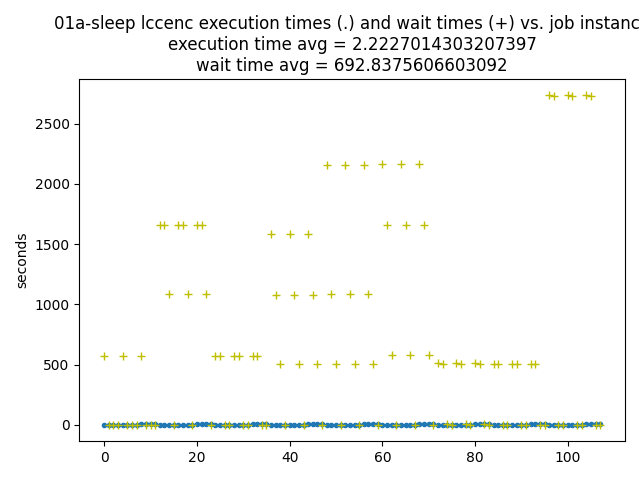 01a-sleep lccenc execution times (.) and wait times (+) vs. job instanc
execution time avg = 2.2227014303207397
wait time avg = 692.8375606603092
seconds
2500
2000
1500
1000
500
0
0 20 40 60 80 100